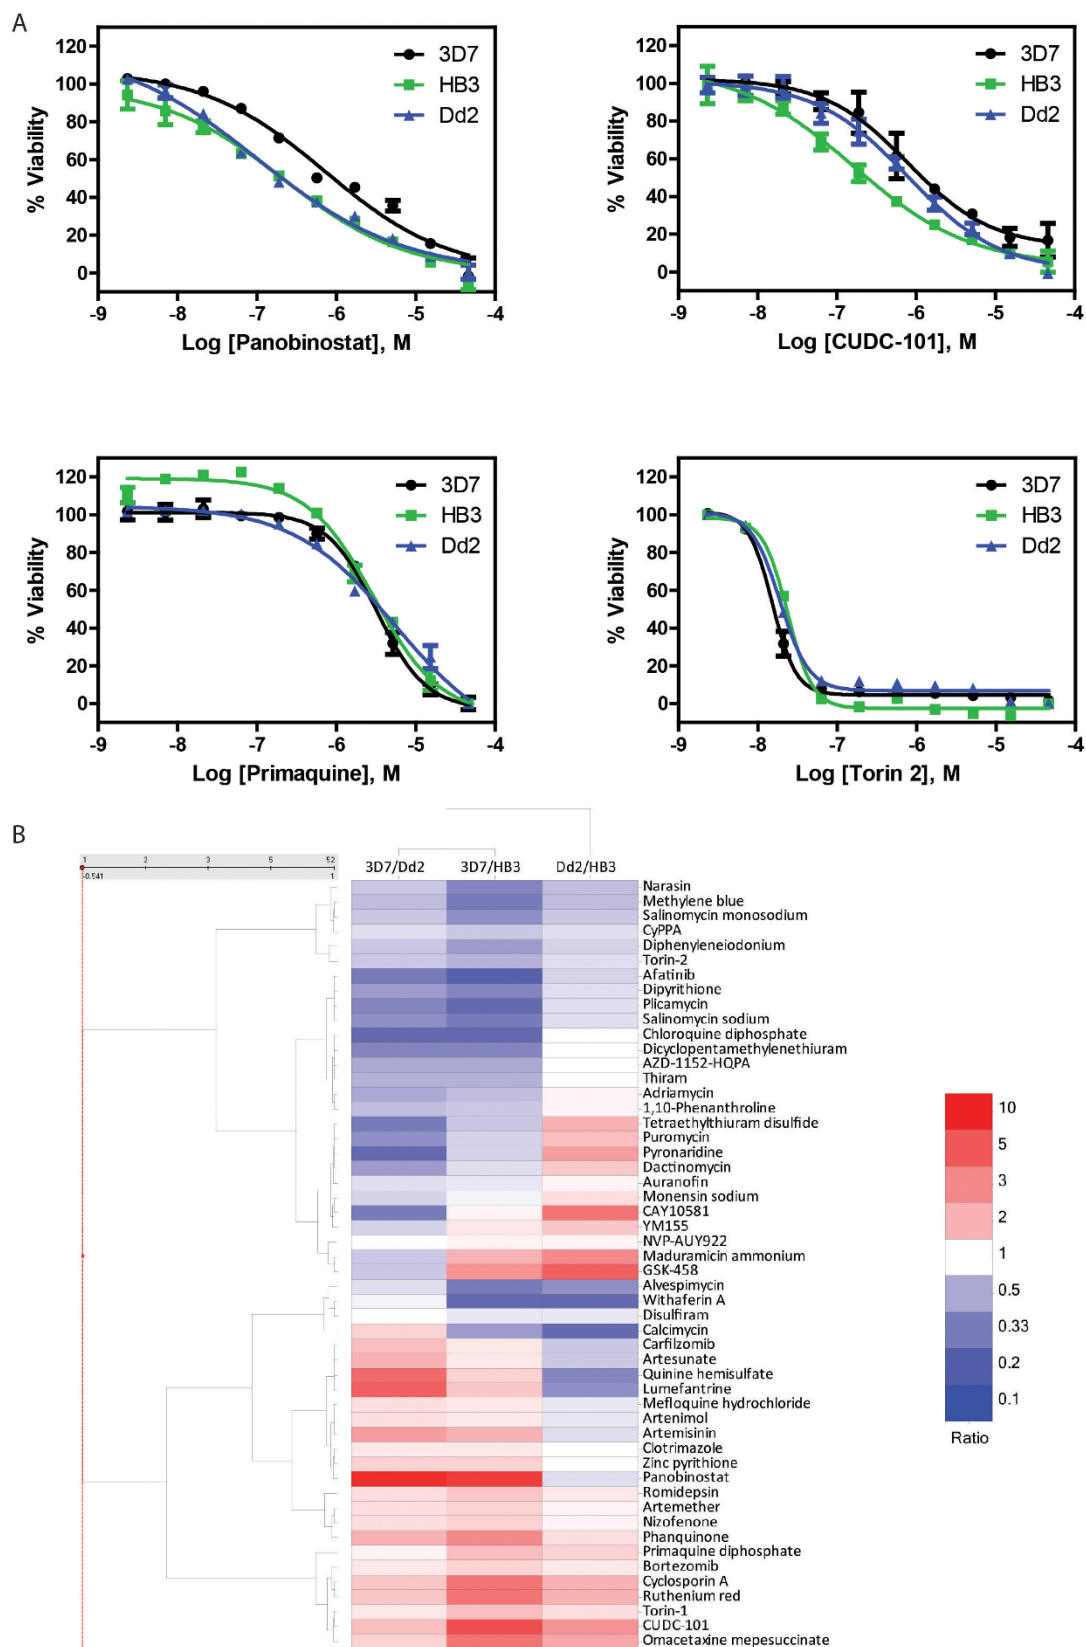 A
120
100
80
60
40
20
0
% Viability
3D7
HB3
Dd2
-9 -8 -7 -6 -5 -4
Log [Panobinostat], M
120
100
80
60
40
20
0
% Viability
3D7
HB3
Dd2
-9 -8 -7 -6 -5 -4
Log [CUDC-101], M
120
100
80
60
40
20
0
% Viability
3D7
HB3
Dd2
-9 -8 -7 -6 -5 -4
Log [Primaquine], M
120
100
80
60
40
20
0
% Viability
3D7
HB3
Dd2
-9 -8 -7 -6 -5 -4
Log [Torin 2], M
B
1 2 3 5 52
-0.541 1
3D7/Dd2 3D7/HB3 Dd2/HB3
Narasin
Methylene blue
Salinomycin monosodium
CyPPA
Diphenyleneiodonium
Torin-2
Afatinib
Dipyrithione
Plicamycin
Salinomycin sodium
Chloroquine diphosphate
Dicyclopentamethylenethiuram
AZD-1152-HQPA
Thiram
Adriamycin
1,10-Phenanthroline
Tetraethylthiuram disulfide
Puromycin
Pyronaridine
Dactinomycin
Auranofin
Monensin sodium
CAY10581
YM155
NVP-AUY922
Maduramicin ammonium
GSK-458
Alvespimycin
Withaferin A
Disulfiram
Calcimycin
Carfilzomib
Artesunate
Quinine hemisulfate
Lumefantrine
Mefloquine hydrochloride
Artenimol
Artemisinin
Clotrimazole
Zinc pyrithione
Panobinostat
Romidepsin
Artemether
Nizofenone
Phanquinone
Primaquine diphosphate
Bortezomib
Cyclosporin A
Ruthenium red
Torin-1
CUDC-101
Omacetaxine mepesuccinate
10
5
3
2
1
0.5
0.33
0.2
0.1
Ratio